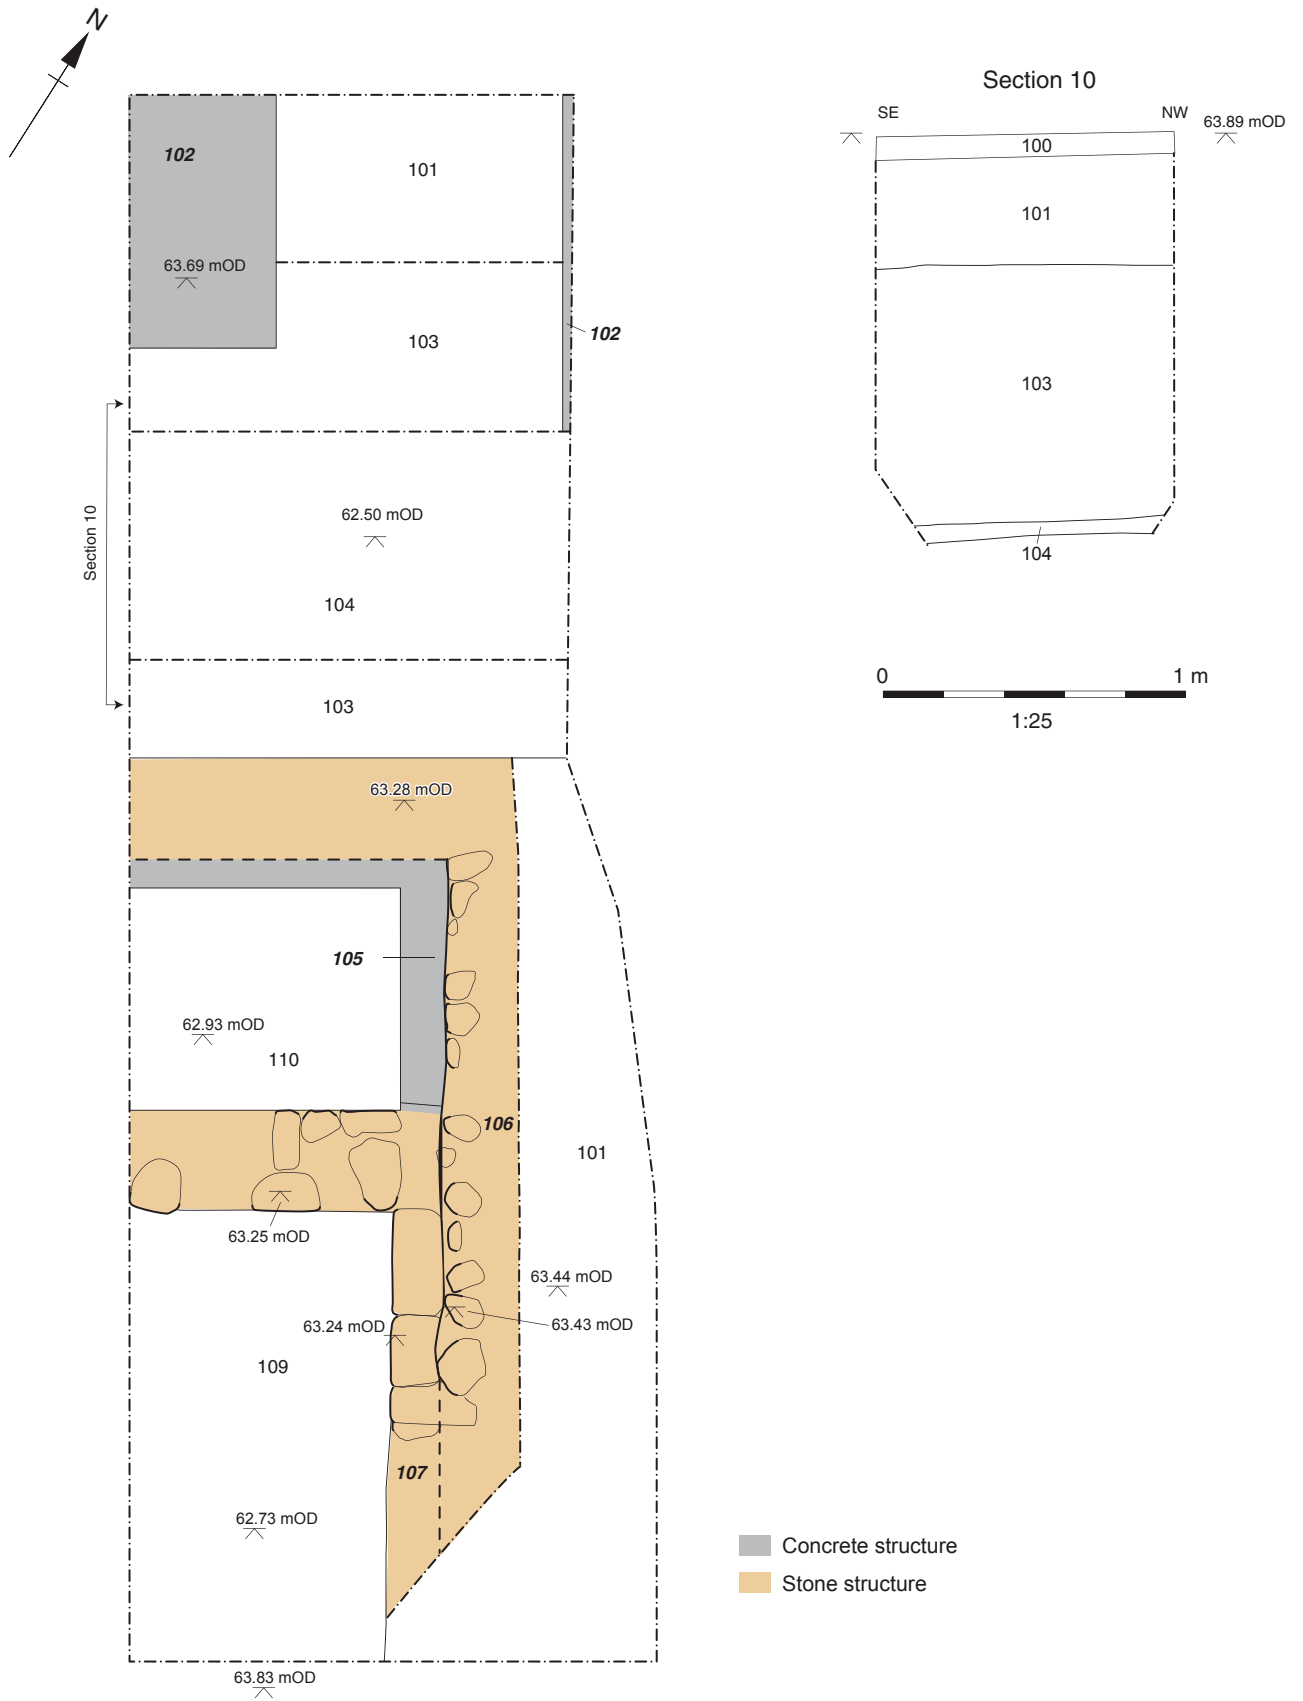 N
Section 10
SE
NW
63.89 mOD
100
101
103
104
0
1 m
1:25
102
101
63.69 mOD
103
102
Section 10
62.50 mOD
104
103
63.28 mOD
105
62.93 mOD
110
106
101
63.25 mOD
63.44 mOD
63.24 mOD
63.43 mOD
109
107
62.73 mOD
63.83 mOD
Concrete structure
Stone structure